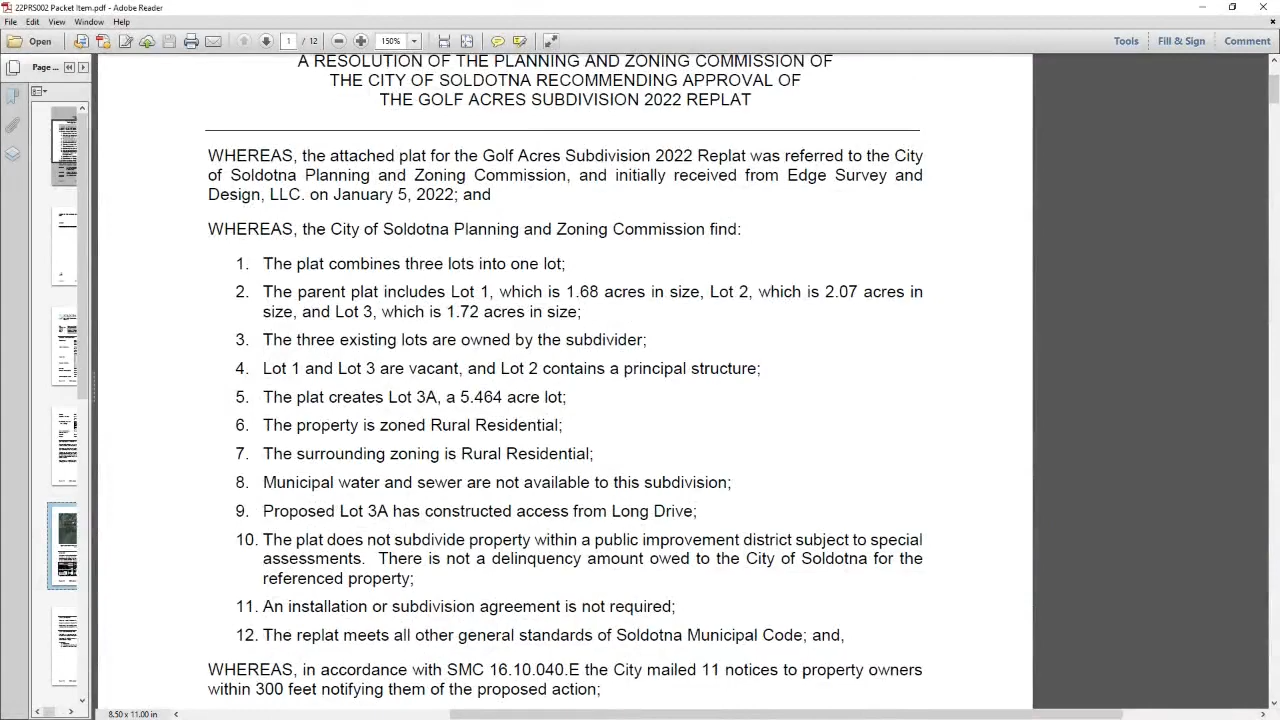 22PRS002 Packet Item.pdf - Adobe Reader
File Edit View Window Help
Open 1 / 12 150% Tools Fill & Sign Comment
Page ...
A RESOLUTION OF THE PLANNING AND ZONING COMMISSION OF
THE CITY OF SOLDOTNA RECOMMENDING APPROVAL OF
THE GOLF ACRES SUBDIVISION 2022 REPLAT
WHEREAS, the attached plat for the Golf Acres Subdivision 2022 Replat was referred to the City
of Soldotna Planning and Zoning Commission, and initially received from Edge Survey and
Design, LLC. on January 5, 2022; and
WHEREAS, the City of Soldotna Planning and Zoning Commission find:
1. The plat combines three lots into one lot;
2. The parent plat includes Lot 1, which is 1.68 acres in size, Lot 2, which is 2.07 acres in
size, and Lot 3, which is 1.72 acres in size;
3. The three existing lots are owned by the subdivider;
4. Lot 1 and Lot 3 are vacant, and Lot 2 contains a principal structure;
5. The plat creates Lot 3A, a 5.464 acre lot;
6. The property is zoned Rural Residential;
7. The surrounding zoning is Rural Residential;
8. Municipal water and sewer are not available to this subdivision;
9. Proposed Lot 3A has constructed access from Long Drive;
10. The plat does not subdivide property within a public improvement district subject to special
assessments. There is not a delinquency amount owed to the City of Soldotna for the
referenced property;
11. An installation or subdivision agreement is not required;
12. The replat meets all other general standards of Soldotna Municipal Code; and,
WHEREAS, in accordance with SMC 16.10.040.E the City mailed 11 notices to property owners
within 300 feet notifying them of the proposed action;
8.50 x 11.00 in